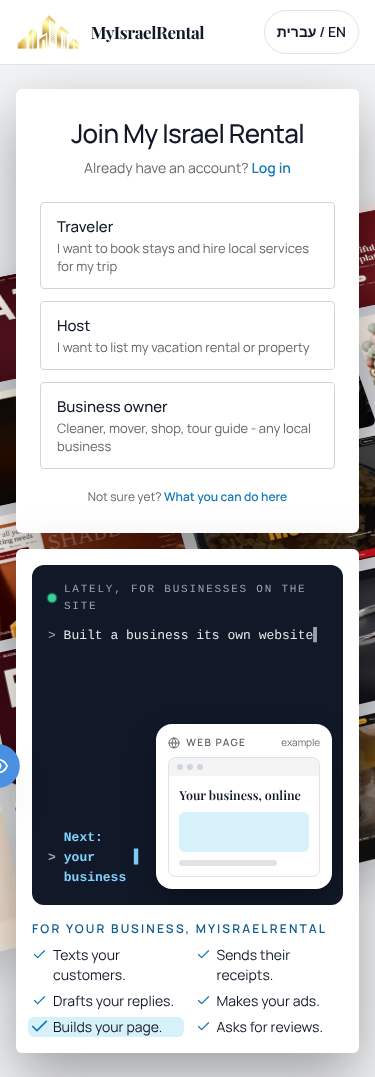 MyIsraelRental
עברית / EN
Join My Israel Rental
Already have an account? Log in
Traveler
I want to book stays and hire local services
for my trip
Host
I want to list my vacation rental or property
Business owner
Cleaner, mover, shop, tour guide - any local
business
Not sure yet? What you can do here
LATELY, FOR BUSINESSES ON THE
SITE
> Built a business its own website
WEB PAGE
example
Your business, online
Next:
> your
business
FOR YOUR BUSINESS, MYISRAELRENTAL
Texts your
customers.
Sends their
receipts.
Drafts your replies.
Makes your ads.
Builds your page.
Asks for reviews.